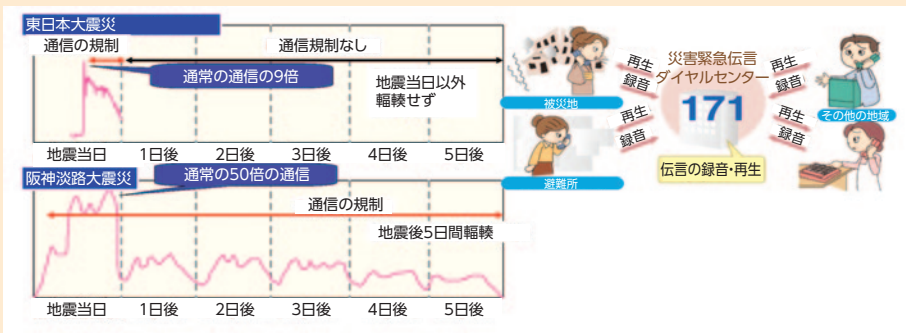 東日本大震災
通信の規制
通信規制なし
通常の通信の9倍
地震当日以外
輻輳せず
地震当日 1日後 2日後 3日後 4日後 5日後
阪神淡路大震災
通常の50倍の通信
通信の規制
地震後5日間輻輳
地震当日 1日後 2日後 3日後 4日後 5日後
被災地
避難所
再生
録音
再生
録音
災害緊急伝言
ダイヤルセンター
171
伝言の録音・再生
再生
録音
再生
録音
その他の地域